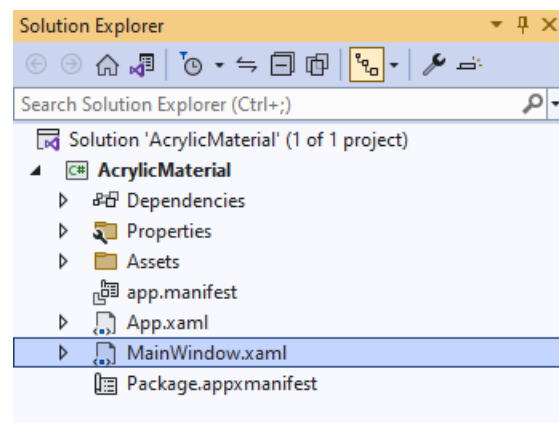 Solution Explorer
Search Solution Explorer (Ctrl+;)
Solution 'AcrylicMaterial' (1 of 1 project)
C# AcrylicMaterial
Dependencies
Properties
Assets
app.manifest
App.xaml
MainWindow.xaml
Package.appxmanifest